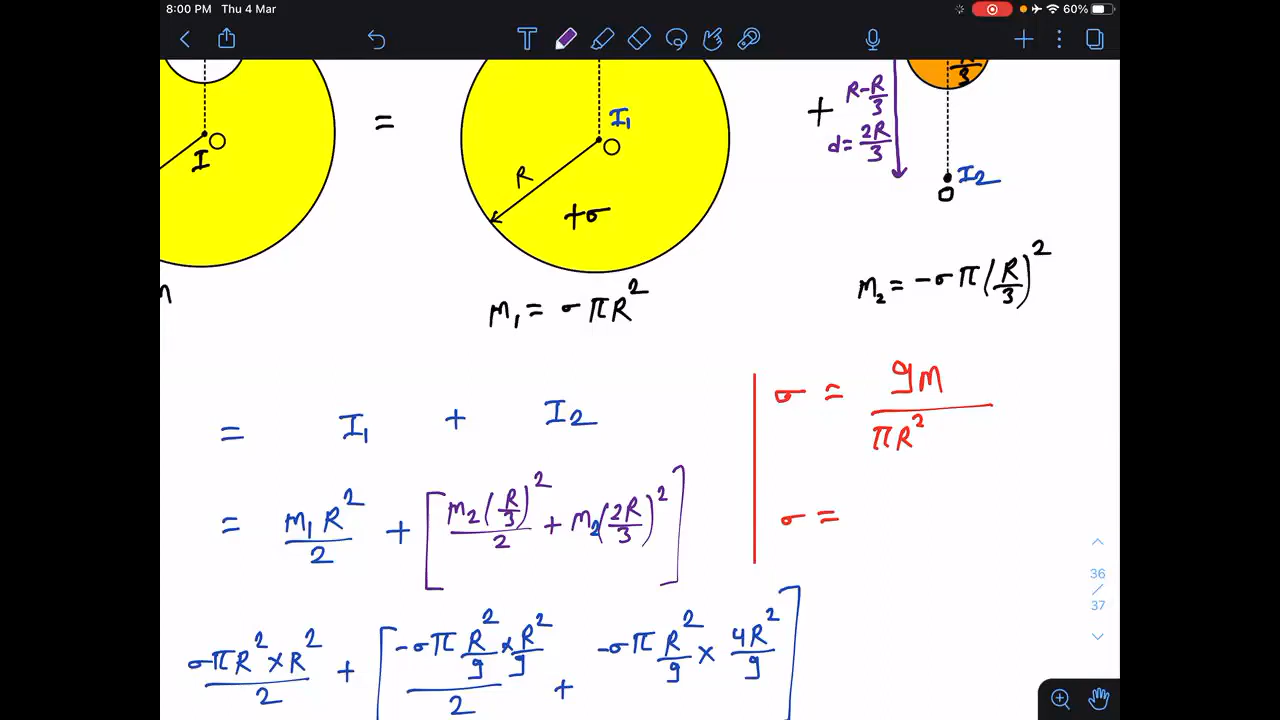 8:00 PM Thu 4 Mar
60%
T
I
O
=
I₁
O
R
+σ
+
R/3
R-R/3
d=2R/3
I2
O
m
m₁ = σπR²
m₂ = -σπ(R/3)²
= I₁ + I2
= m₁R²/2 + [m₂(R/3)²/2 + m₂(2R/3)²]
σπR²×R²/2 + [-σπ R²/9 × R²/9 /2 + -σπ R²/9 × 4R²/9]
σ = 9M/πR²
σ =
36
/
37